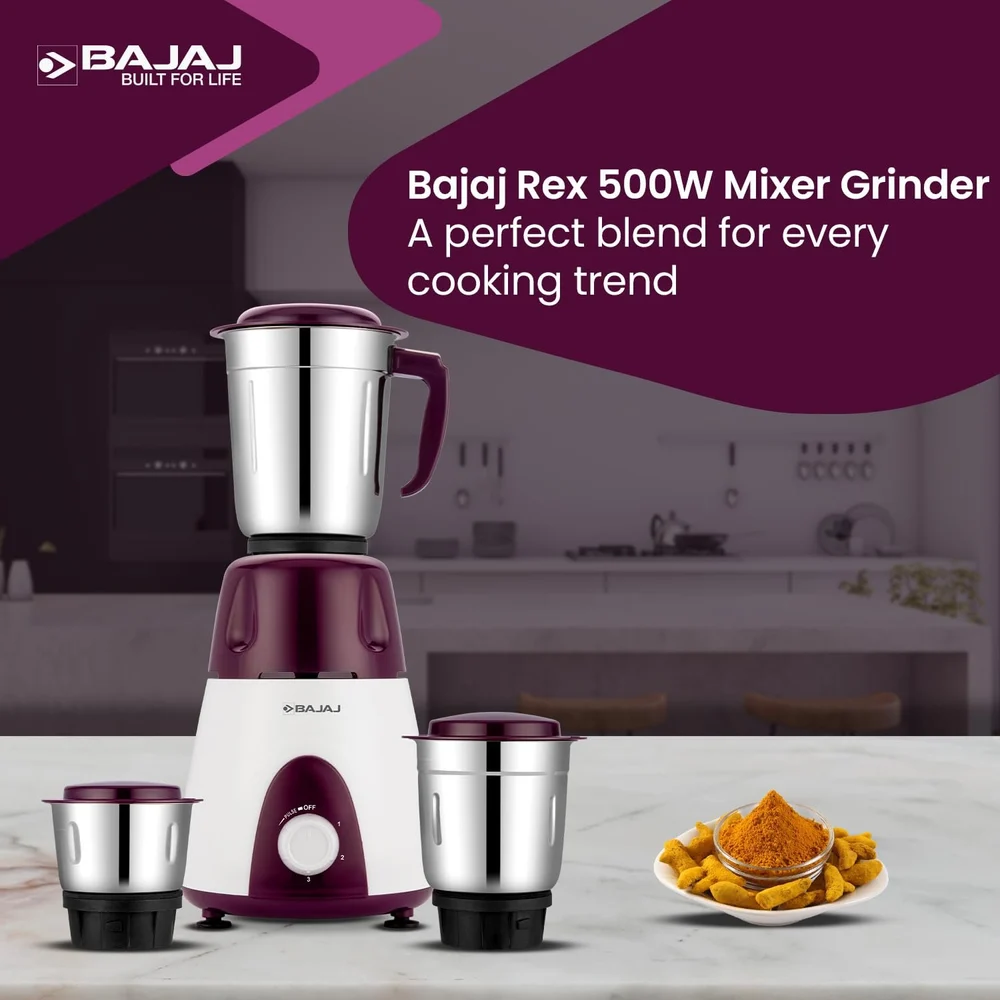 BAJAJ
BUILT FOR LIFE
Bajaj Rex 500W Mixer Grinder
A perfect blend for every
cooking trend
BAJAJ
PULSE OFF
1
2
3